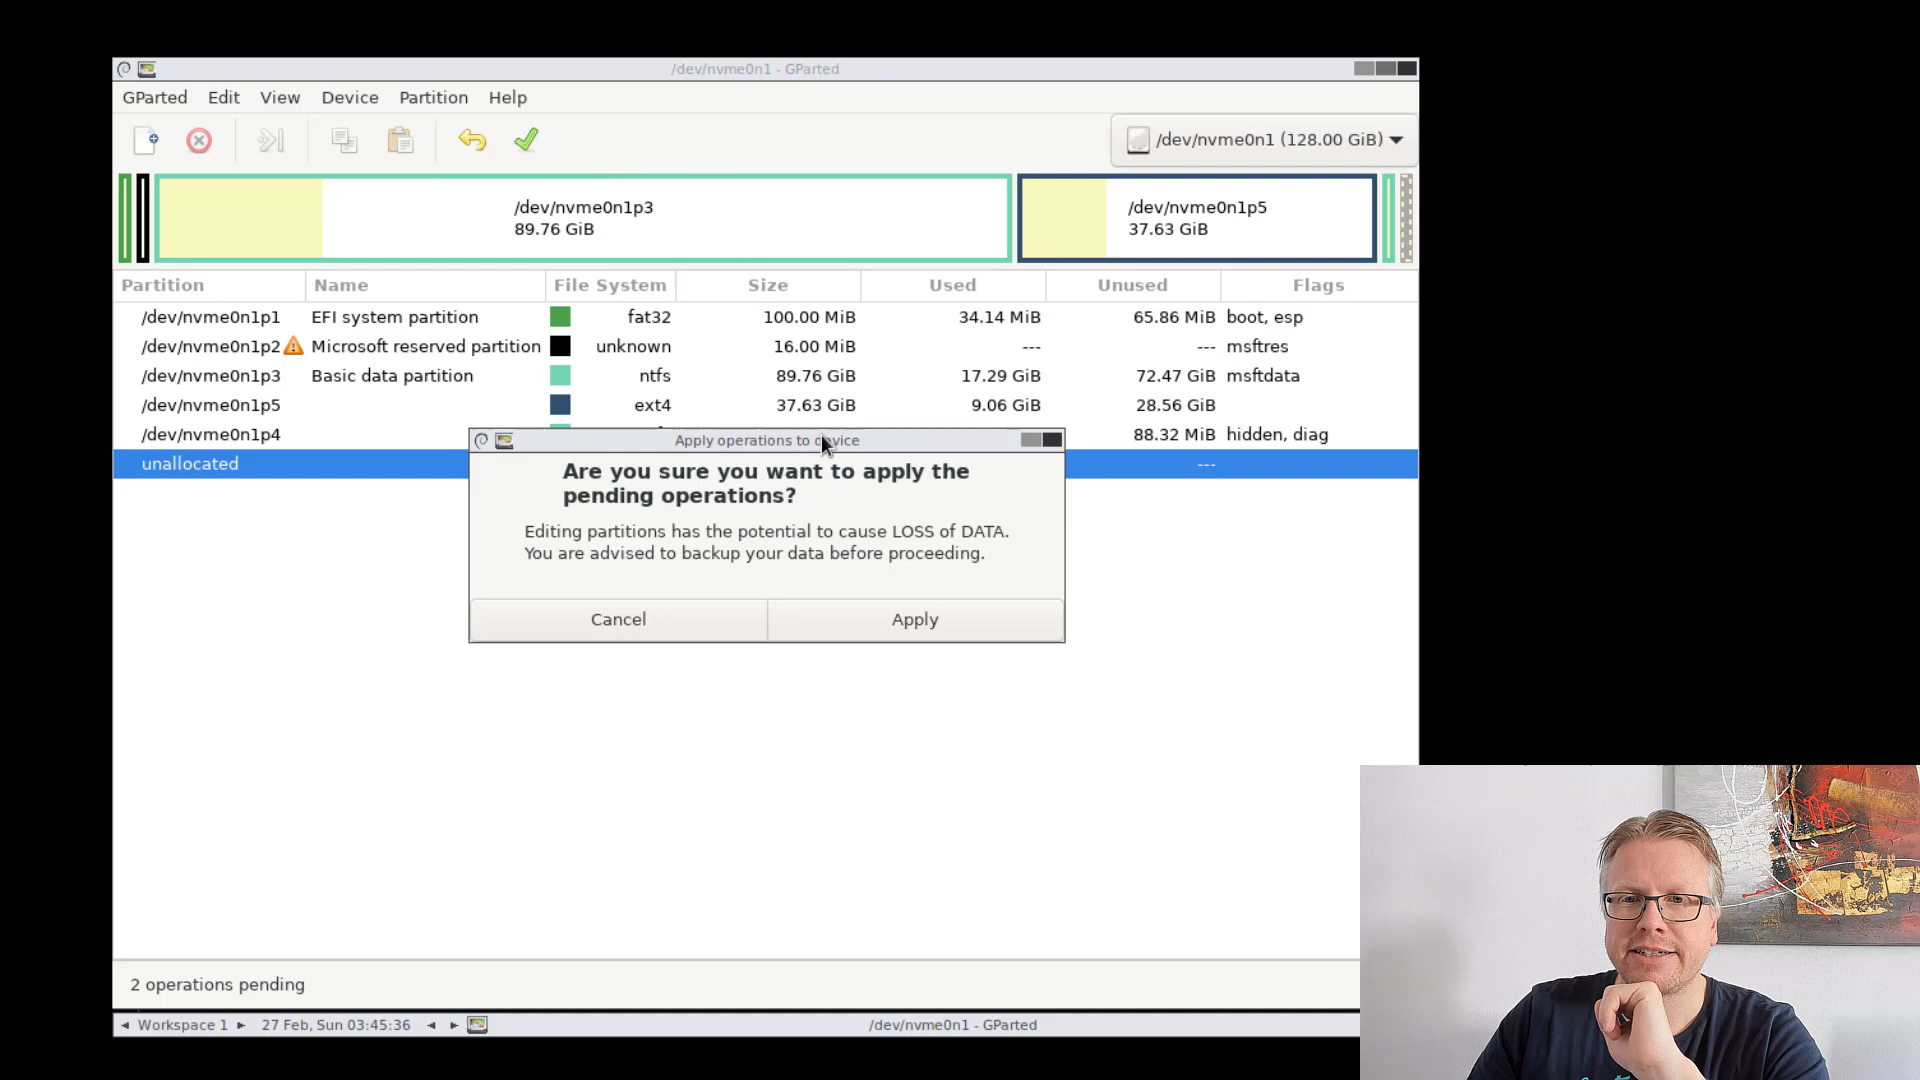 /dev/nvme0n1 - GParted
GParted Edit View Device Partition Help
/dev/nvme0n1 (128.00 GiB)
/dev/nvme0n1p3
89.76 GiB
/dev/nvme0n1p5
37.63 GiB
Partition Name File System Size Used Unused Flags
/dev/nvme0n1p1 EFI system partition fat32 100.00 MiB 34.14 MiB 65.86 MiB boot, esp
/dev/nvme0n1p2 Microsoft reserved partition unknown 16.00 MiB --- --- msftres
/dev/nvme0n1p3 Basic data partition ntfs 89.76 GiB 17.29 GiB 72.47 GiB msftdata
/dev/nvme0n1p5 ext4 37.63 GiB 9.06 GiB 28.56 GiB
/dev/nvme0n1p4 88.32 MiB hidden, diag
unallocated ---
Apply operations to device
Are you sure you want to apply the
pending operations?
Editing partitions has the potential to cause LOSS of DATA.
You are advised to backup your data before proceeding.
Cancel Apply
2 operations pending
Workspace 1 27 Feb, Sun 03:45:36 /dev/nvme0n1 - GParted